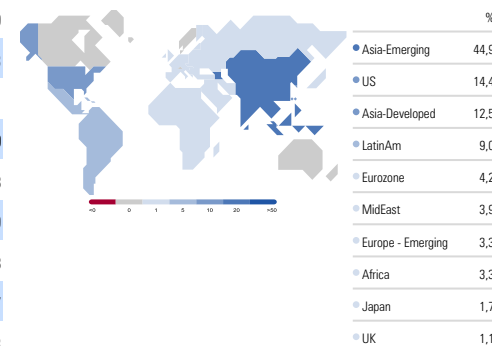 %
Asia-Emerging 44,9
US 14,4
Asia-Developed 12,5
LatinAm 9,0
Eurozone 4,2
MidEast 3,9
Europe - Emerging 3,3
Africa 3,3
Japan 1,7
UK 1,1
<0 0 1 5 10 20 >50